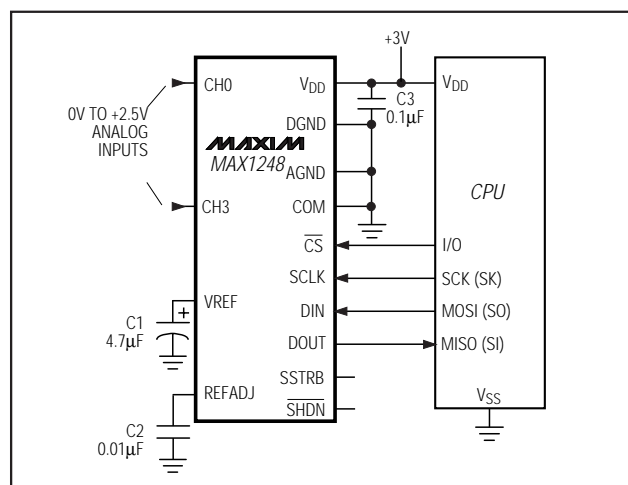 +3V
CH0
VDD
VDD
C3
0.1µF
0V TO +2.5V
ANALOG
INPUTS
DGND
MAXIM
MAX1248
AGND
CPU
CH3
COM
CS
I/O
SCLK
SCK (SK)
VREF
DIN
MOSI (SO)
C1
4.7µF
+
DOUT
MISO (SI)
SSTRB
REFADJ
SHDN
VSS
C2
0.01µF